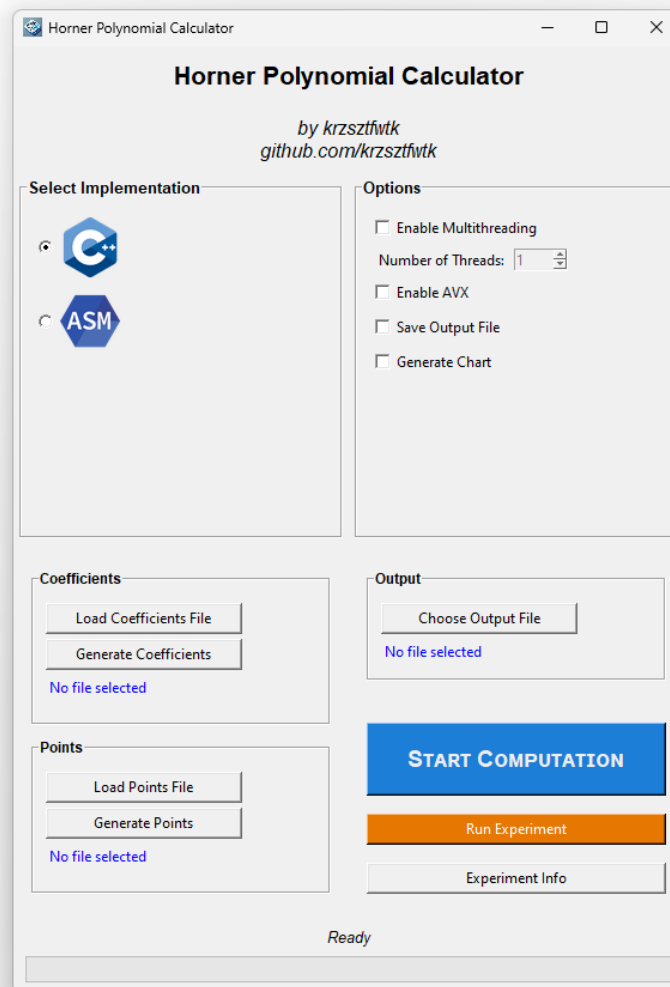 Horner Polynomial Calculator
Horner Polynomial Calculator
by krzsztfwtk
github.com/krzsztfwtk
Select Implementation
C++
ASM
Options
Enable Multithreading
Number of Threads: 1
Enable AVX
Save Output File
Generate Chart
Coefficients
Load Coefficients File
Generate Coefficients
No file selected
Points
Load Points File
Generate Points
No file selected
Output
Choose Output File
No file selected
START COMPUTATION
Run Experiment
Experiment Info
Ready